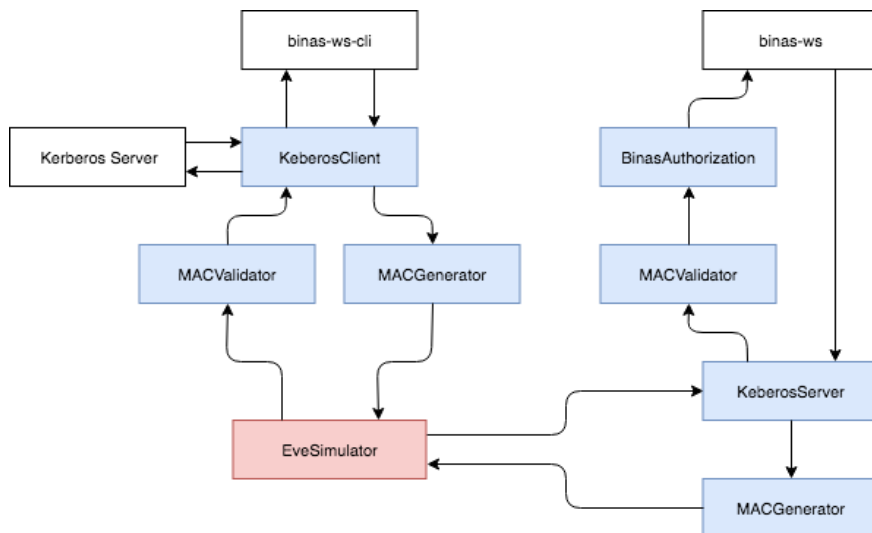 binas-ws-cli
binas-ws
Kerberos Server
KeberosClient
BinasAuthorization
MACValidator
MACGenerator
MACValidator
KeberosServer
EveSimulator
MACGenerator